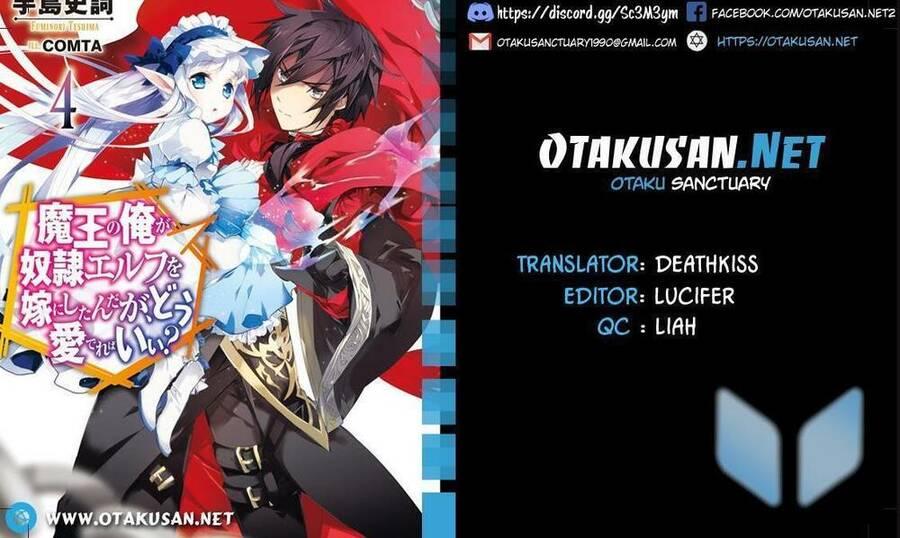 手島史詞
FUMINORI TESHIMA
ILL. COMTA
4
魔王の俺が
奴隷エルフを
嫁にしたんだが、どう
愛でればいい?
WWW.OTAKUSAN.NET
https://discord.gg/Sc3M3ym
FACEBOOK.COM/OTAKUSAN.NET2
OTAKUSANCTUARY1990@GMAIL.COM
HTTPS://OTAKUSAN.NET
OTAKUSAN.NET
OTAKU SANCTUARY
TRANSLATOR: DEATHKISS
EDITOR: LUCIFER
QC : LIAH